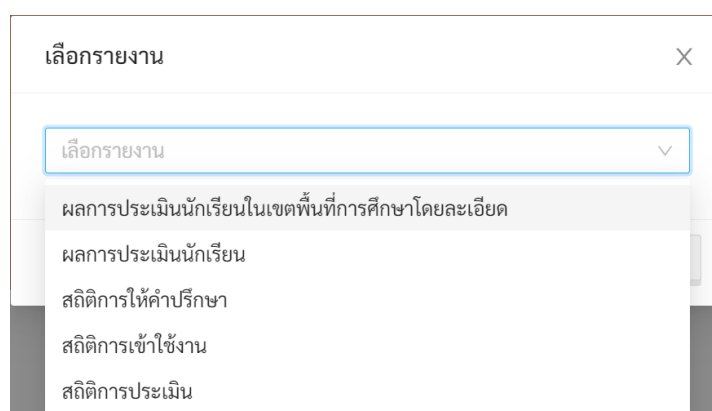 เลือกรายงาน
เลือกรายงาน
ผลการประเมินนักเรียนในเขตพื้นที่การศึกษาโดยละเอียด
ผลการประเมินนักเรียน
สถิติการให้คำปรึกษา
สถิติการเข้าใช้งาน
สถิติการประเมิน